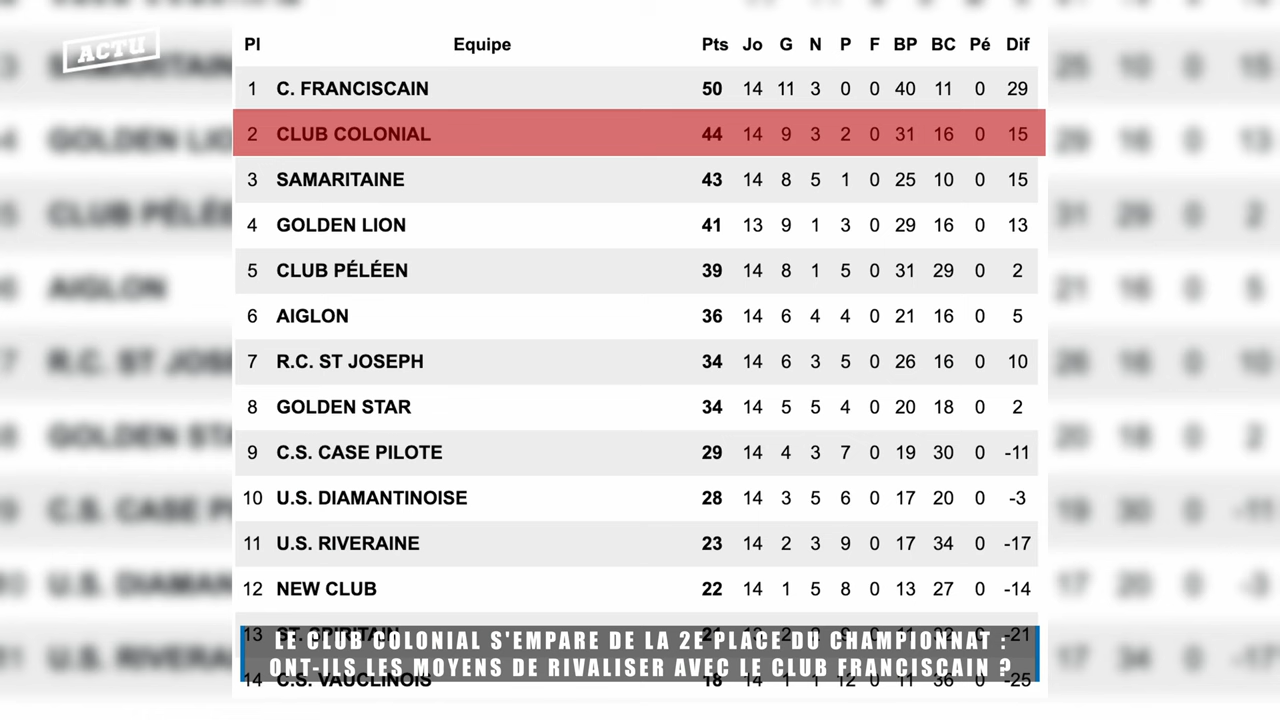 ACTU
Pl Equipe Pts Jo G N P F BP BC Pé Dif
1 C. FRANCISCAIN 50 14 11 3 0 0 40 11 0 29
2 CLUB COLONIAL 44 14 9 3 2 0 31 16 0 15
3 SAMARITAINE 43 14 8 5 1 0 25 10 0 15
4 GOLDEN LION 41 13 9 1 3 0 29 16 0 13
5 CLUB PÉLÉEN 39 14 8 1 5 0 31 29 0 2
6 AIGLON 36 14 6 4 4 0 21 16 0 5
7 R.C. ST JOSEPH 34 14 6 3 5 0 26 16 0 10
8 GOLDEN STAR 34 14 5 5 4 0 20 18 0 2
9 C.S. CASE PILOTE 29 14 4 3 7 0 19 30 0 -11
10 U.S. DIAMANTINOISE 28 14 3 5 6 0 17 20 0 -3
11 U.S. RIVERAINE 23 14 2 3 9 0 17 34 0 -17
12 NEW CLUB 22 14 1 5 8 0 13 27 0 -14
13 ST. SPIRITAIN 21 -21
LE CLUB COLONIAL S'EMPARE DE LA 2E PLACE DU CHAMPIONNAT :
ONT-ILS LES MOYENS DE RIVALISER AVEC LE CLUB FRANCISCAIN ?
14 C.S. VAUCLINOIS 18 14 1 1 12 0 11 36 0 -25